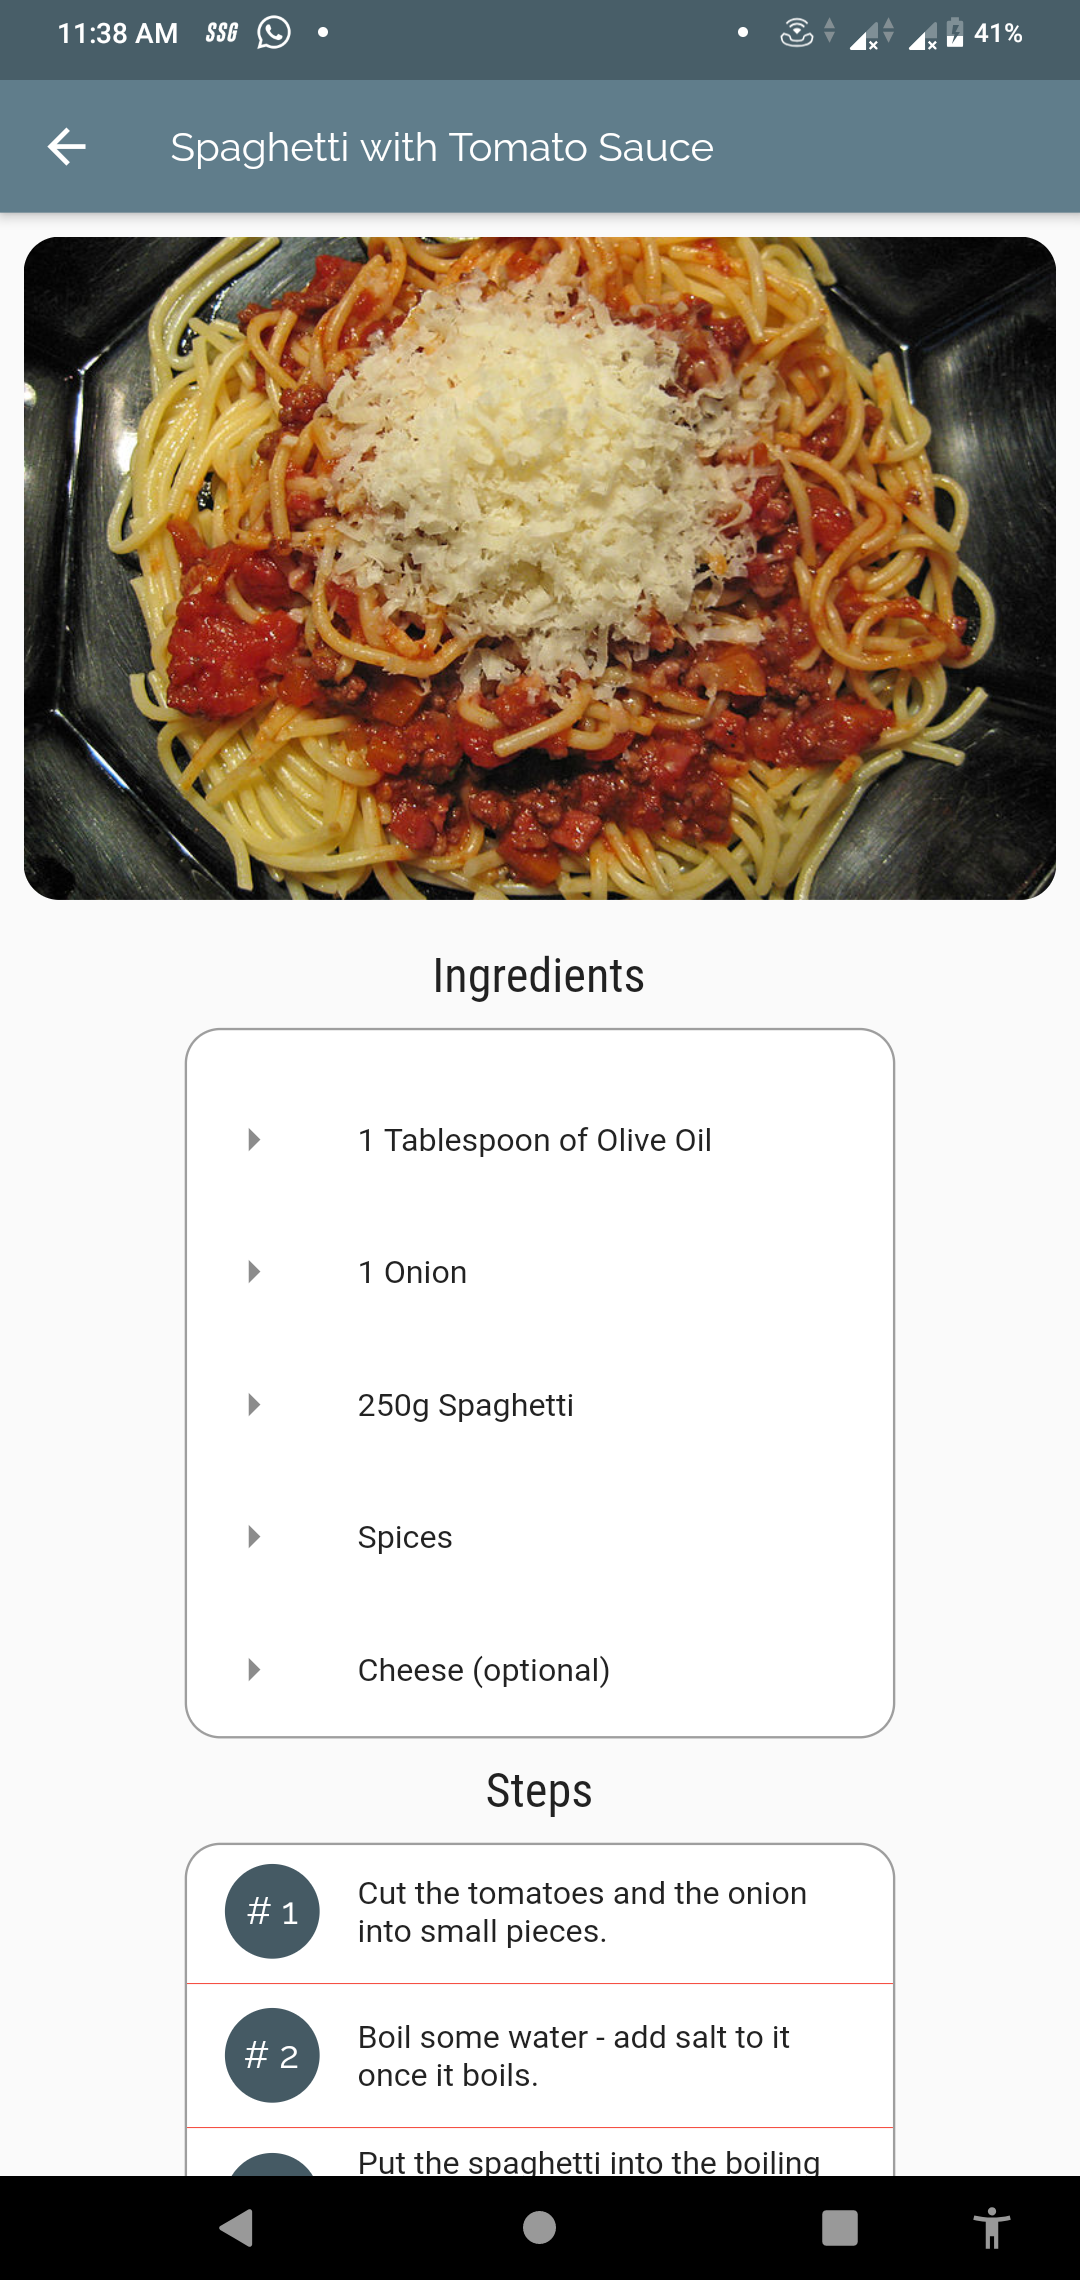 11:38 AM SSG 41%
Spaghetti with Tomato Sauce
Ingredients
1 Tablespoon of Olive Oil
1 Onion
250g Spaghetti
Spices
Cheese (optional)
Steps
# 1
Cut the tomatoes and the onion
into small pieces.
# 2
Boil some water - add salt to it
once it boils.
Put the spaghetti into the boiling